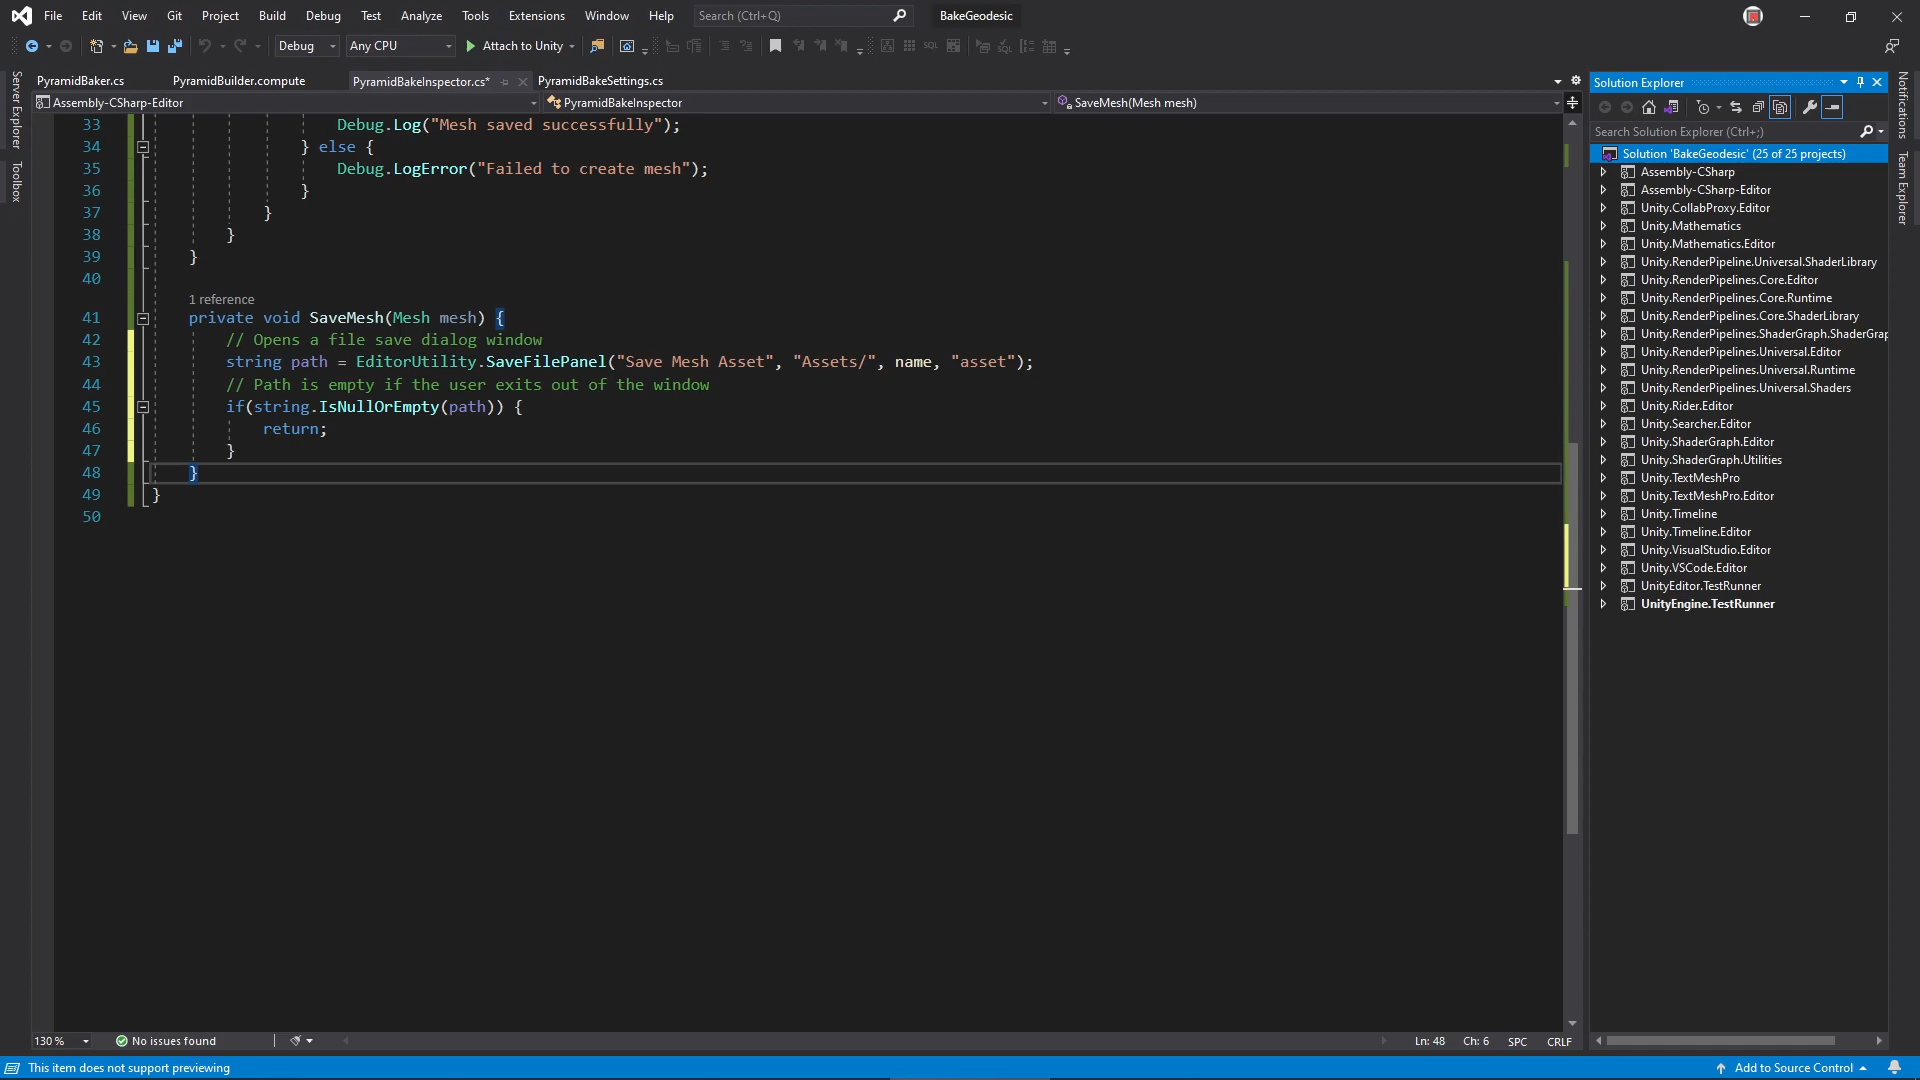 File Edit View Git Project Build Debug Test Analyze Tools Extensions Window Help Search (Ctrl+Q) BakeGeodesic
Debug Any CPU Attach to Unity
PyramidBaker.cs PyramidBuilder.compute PyramidBakeInspector.cs* PyramidBakeSettings.cs
Assembly-CSharp-Editor PyramidBakeInspector SaveMesh(Mesh mesh)
33 Debug.Log("Mesh saved successfully");
34 } else {
35 Debug.LogError("Failed to create mesh");
36 }
37 }
38 }
39 }
40
1 reference
41 private void SaveMesh(Mesh mesh) {
42 // Opens a file save dialog window
43 string path = EditorUtility.SaveFilePanel("Save Mesh Asset", "Assets/", name, "asset");
44 // Path is empty if the user exits out of the window
45 if(string.IsNullOrEmpty(path)) {
46 return;
47 }
48 }
49 }
50
130 % No issues found Ln: 48 Ch: 6 SPC CRLF
This item does not support previewing Add to Source Control
Server Explorer
Toolbox
Solution Explorer
Search Solution Explorer (Ctrl+;)
Solution 'BakeGeodesic' (25 of 25 projects)
Assembly-CSharp
Assembly-CSharp-Editor
Unity.CollabProxy.Editor
Unity.Mathematics
Unity.Mathematics.Editor
Unity.RenderPipeline.Universal.ShaderLibrary
Unity.RenderPipelines.Core.Editor
Unity.RenderPipelines.Core.Runtime
Unity.RenderPipelines.Core.ShaderLibrary
Unity.RenderPipelines.ShaderGraph.ShaderGrap
Unity.RenderPipelines.Universal.Editor
Unity.RenderPipelines.Universal.Runtime
Unity.RenderPipelines.Universal.Shaders
Unity.Rider.Editor
Unity.Searcher.Editor
Unity.ShaderGraph.Editor
Unity.ShaderGraph.Utilities
Unity.TextMeshPro
Unity.TextMeshPro.Editor
Unity.Timeline
Unity.Timeline.Editor
Unity.VisualStudio.Editor
Unity.VSCode.Editor
UnityEditor.TestRunner
UnityEngine.TestRunner
Notifications
Team Explorer